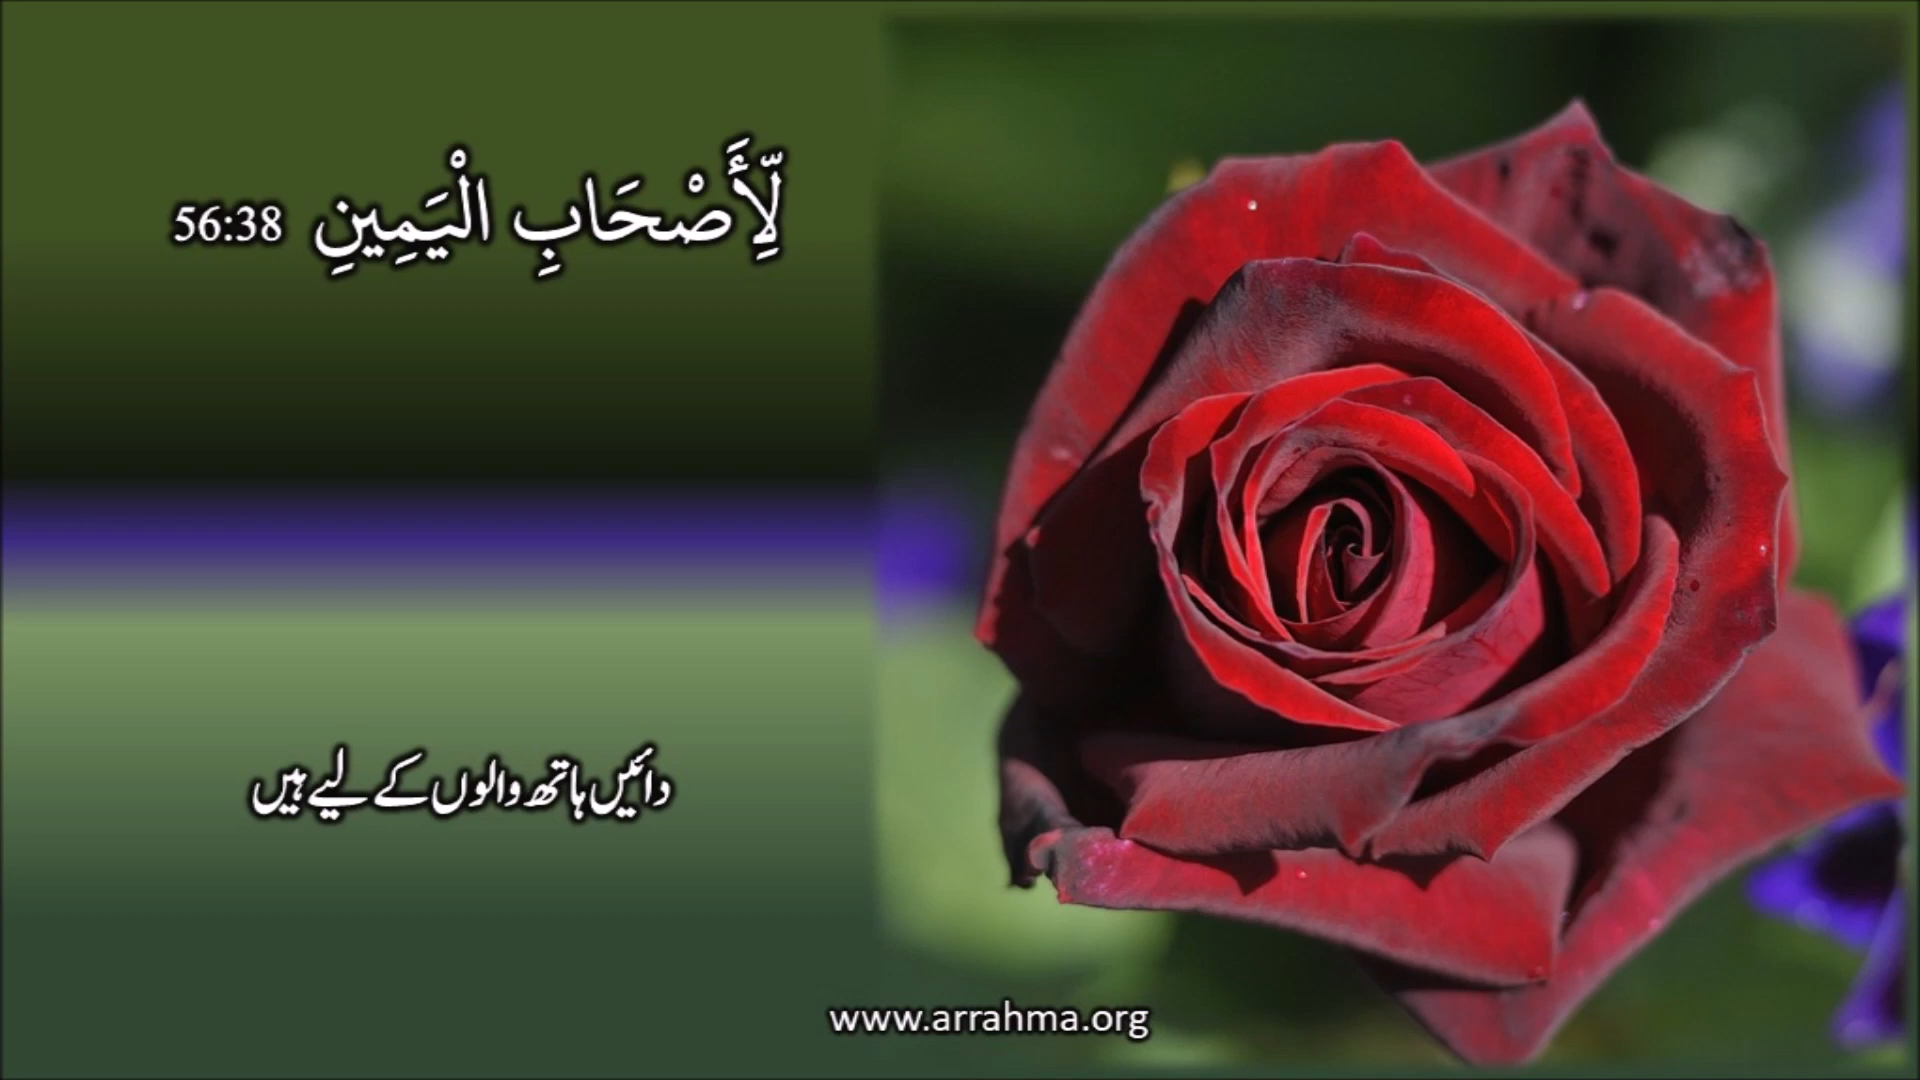 لِّأَصْحَابِ الْيَمِينِ 56:38
دائیں ہاتھ والوں کے لیے ہیں
www.arrahma.org